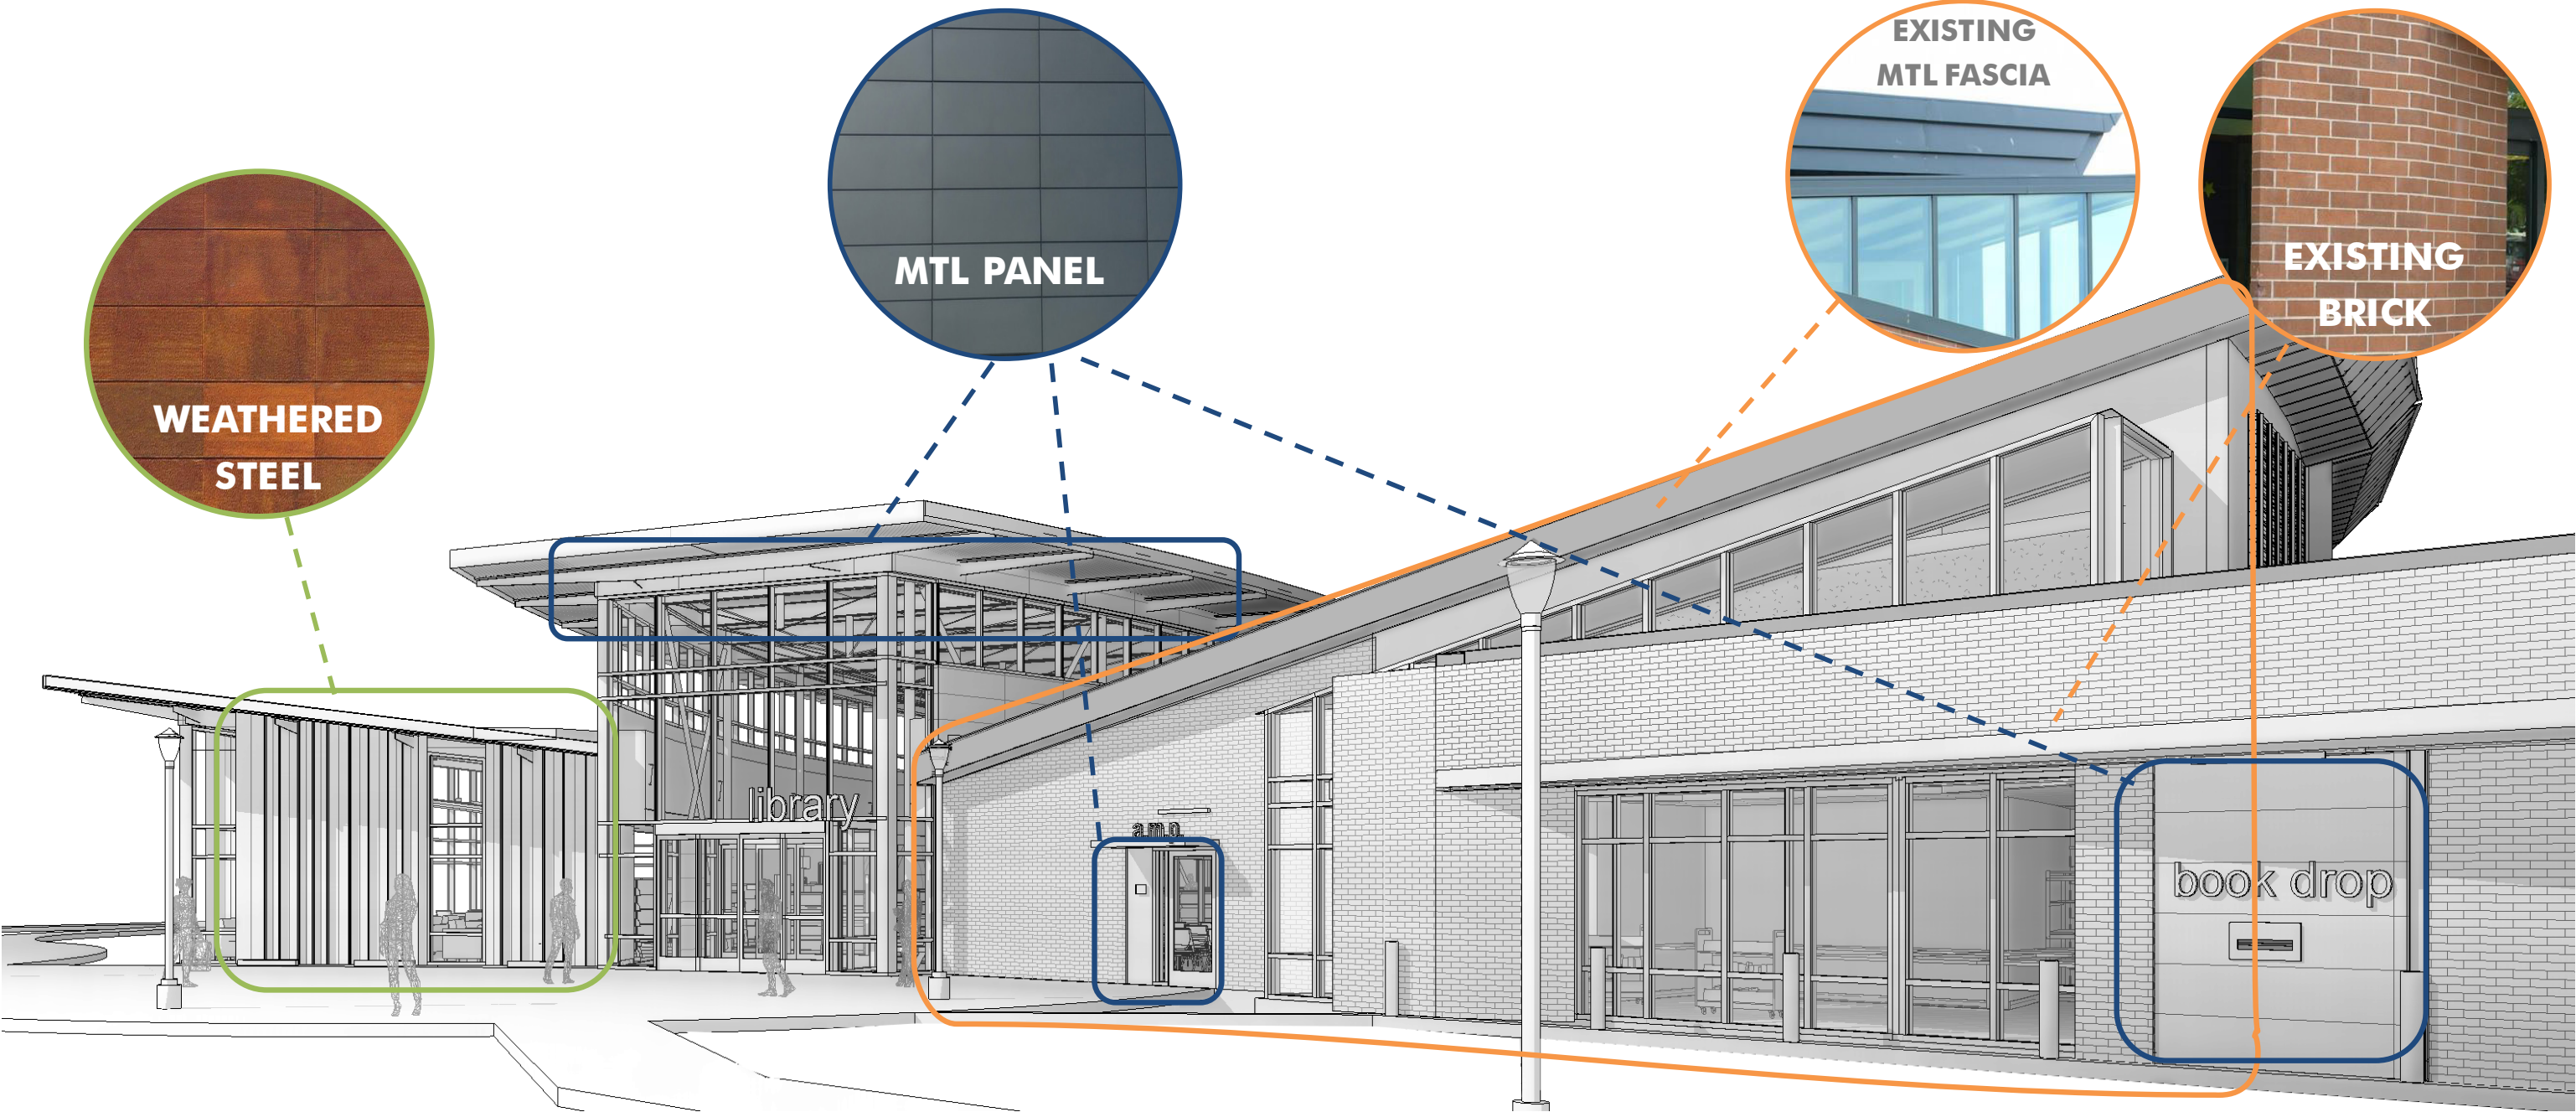 EXISTING
MTL FASCIA
EXISTING
BRICK
MTL PANEL
WEATHERED
STEEL
library
a.m.p.
book drop